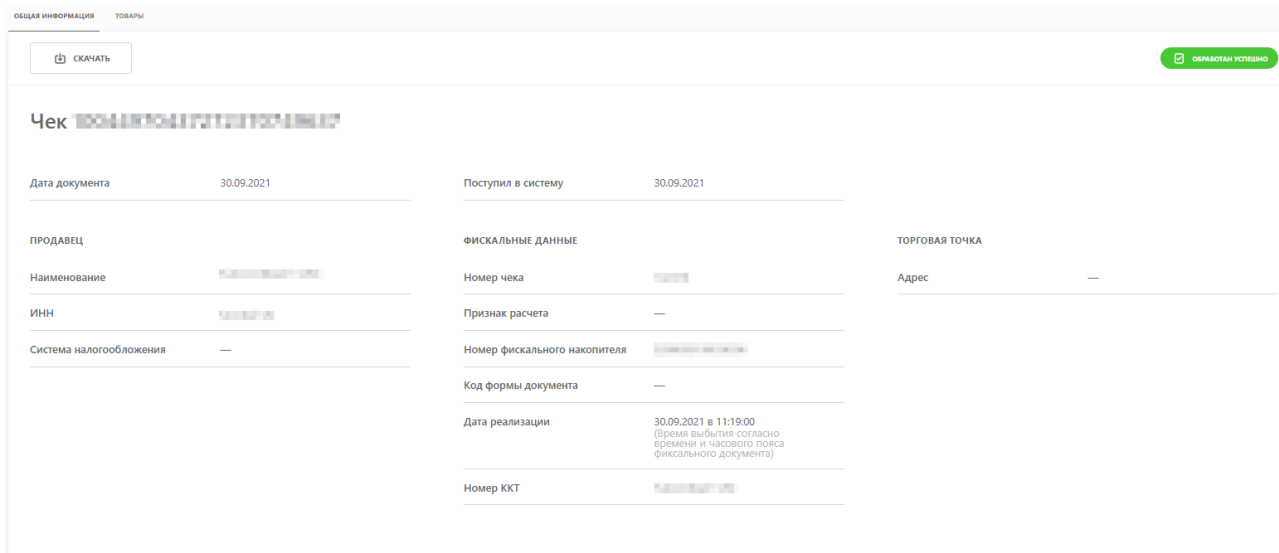 ОБЩАЯ ИНФОРМАЦИЯ ТОВАРЫ
СКАЧАТЬ
ОБРАБОТАН УСПЕШНО
Чек
Дата документа 30.09.2021
Поступил в систему 30.09.2021
ПРОДАВЕЦ
Наименование
ИНН
Система налогообложения —
ФИСКАЛЬНЫЕ ДАННЫЕ
Номер чека
Признак расчета —
Номер фискального накопителя
Код формы документа —
Дата реализации 30.09.2021 в 11:19:00
(Время выбытия согласно
времени и часового пояса
фиксального документа)
Номер ККТ
ТОРГОВАЯ ТОЧКА
Адрес —